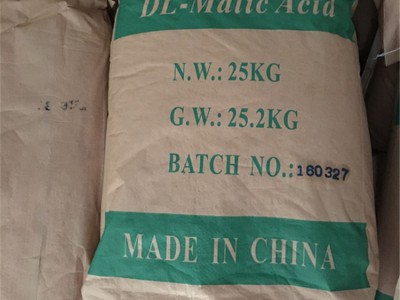 DL-Malic Acid
N.W.: 25KG
G.W.: 25.2KG
BATCH NO.: 180327
MADE IN CHINA